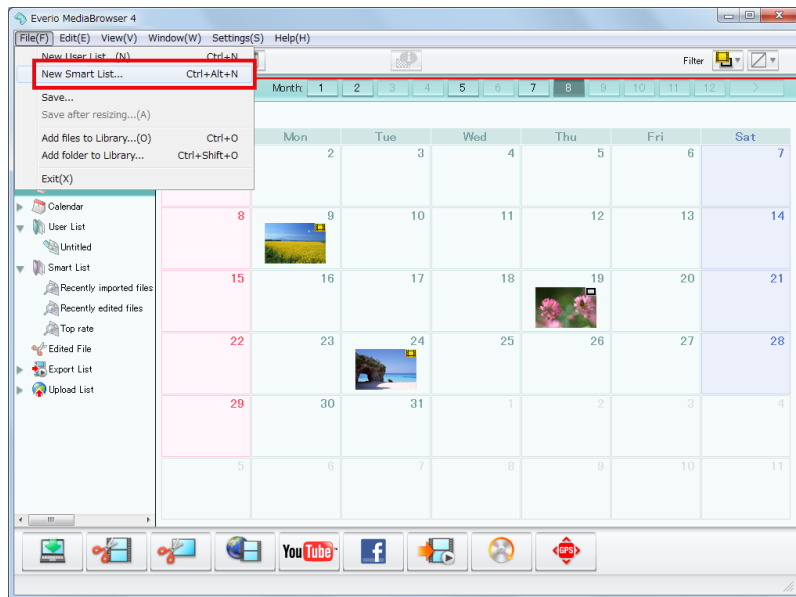 Everio MediaBrowser 4
File(F) Edit(E) View(V) Window(W) Settings(S) Help(H)
New User List...(N) Ctrl+N
New Smart List... Ctrl+Alt+N
Save...
Save after resizing...(A)
Add files to Library...(O) Ctrl+O
Add folder to Library... Ctrl+Shift+O
Exit(X)
Filter
Month: 1 2 3 4 5 6 7 8 9 10 11 12
Calendar
User List
Untitled
Smart List
Recently imported files
Recently edited files
Top rate
Edited File
Export List
Upload List
Mon Tue Wed Thu Fri Sat
2 3 4 5 6 7
8 9 10 11 12 13 14
15 16 17 18 19 20 21
22 23 24 25 26 27 28
29 30 31 1 2 3 4
5 6 7 8 9 10 11
YouTube
f
GPS